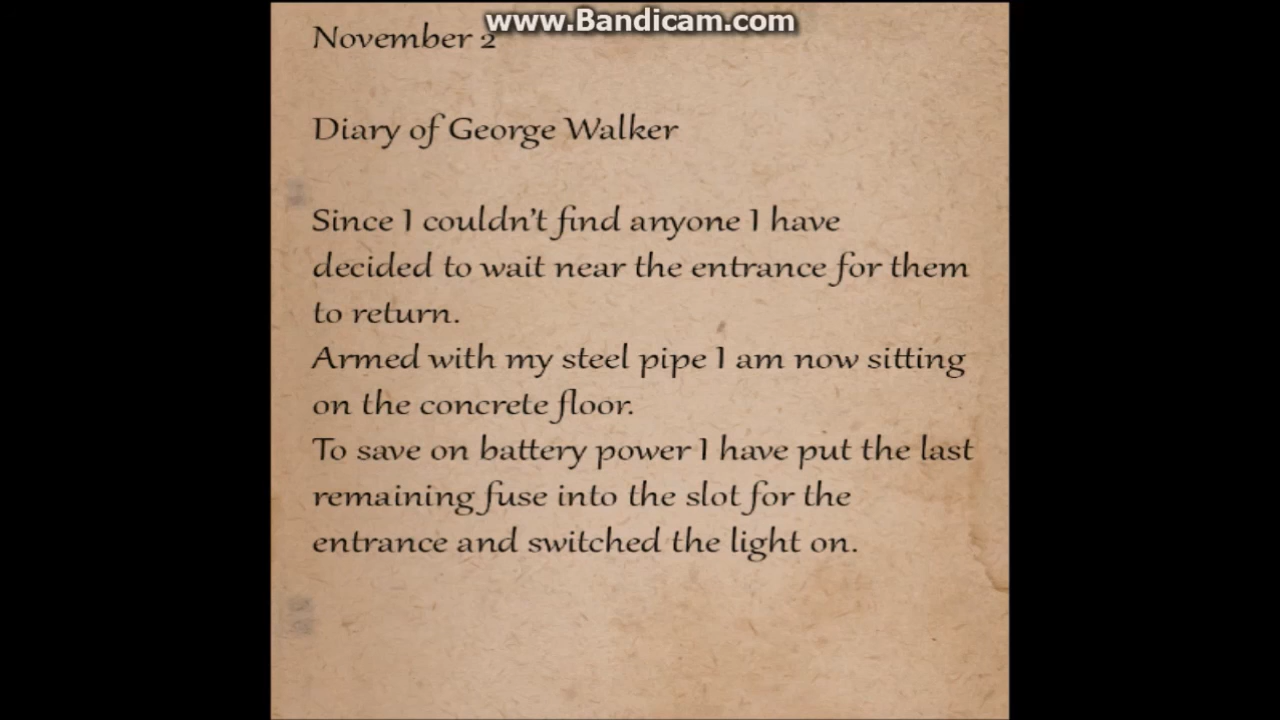 www.Bandicam.com
November 2
Diary of George Walker
Since I couldn't find anyone I have
decided to wait near the entrance for them
to return.
Armed with my steel pipe I am now sitting
on the concrete floor.
To save on battery power I have put the last
remaining fuse into the slot for the
entrance and switched the light on.